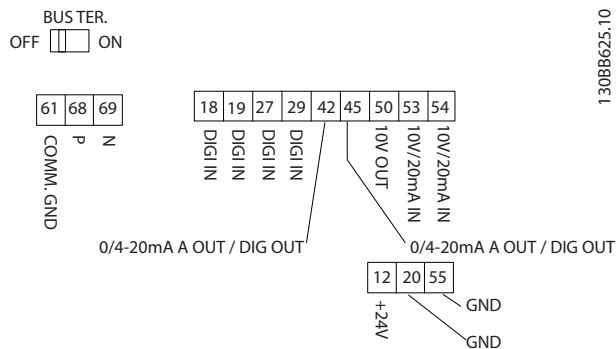 BUS TER.
OFF ON
130BB625.10
61 68 69
COMM. GND
P
N
18 19 27 29 42 45 50 53 54
DIGI IN
DIGI IN
DIGI IN
DIGI IN
10V OUT
10V/20mA IN
10V/20mA IN
0/4-20mA A OUT / DIG OUT
0/4-20mA A OUT / DIG OUT
12 20 55
+24V
GND
GND